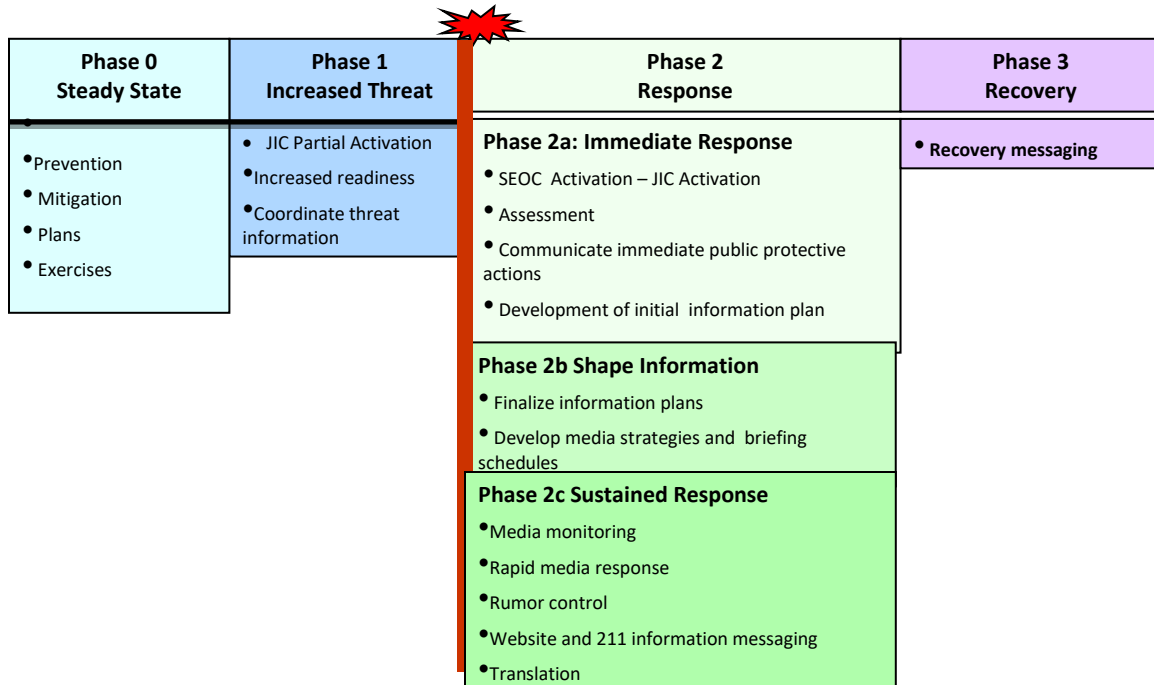 Phase 0
Steady State
Phase 1
Increased Threat
Phase 2
Response
Phase 3
Recovery
•
•Prevention
• Mitigation
• Plans
• Exercises
• JIC Partial Activation
•Increased readiness
•Coordinate threat
information
Phase 2a: Immediate Response
• SEOC  Activation – JIC Activation
• Assessment
• Communicate immediate public protective
actions
• Development of initial  information plan
Phase 2b Shape Information
• Finalize information plans
• Develop media strategies and  briefing
schedules
Phase 2c Sustained Response
•Media monitoring
•Rapid media response
•Rumor control
•Website and 211 information messaging
•Translation
• Recovery messaging